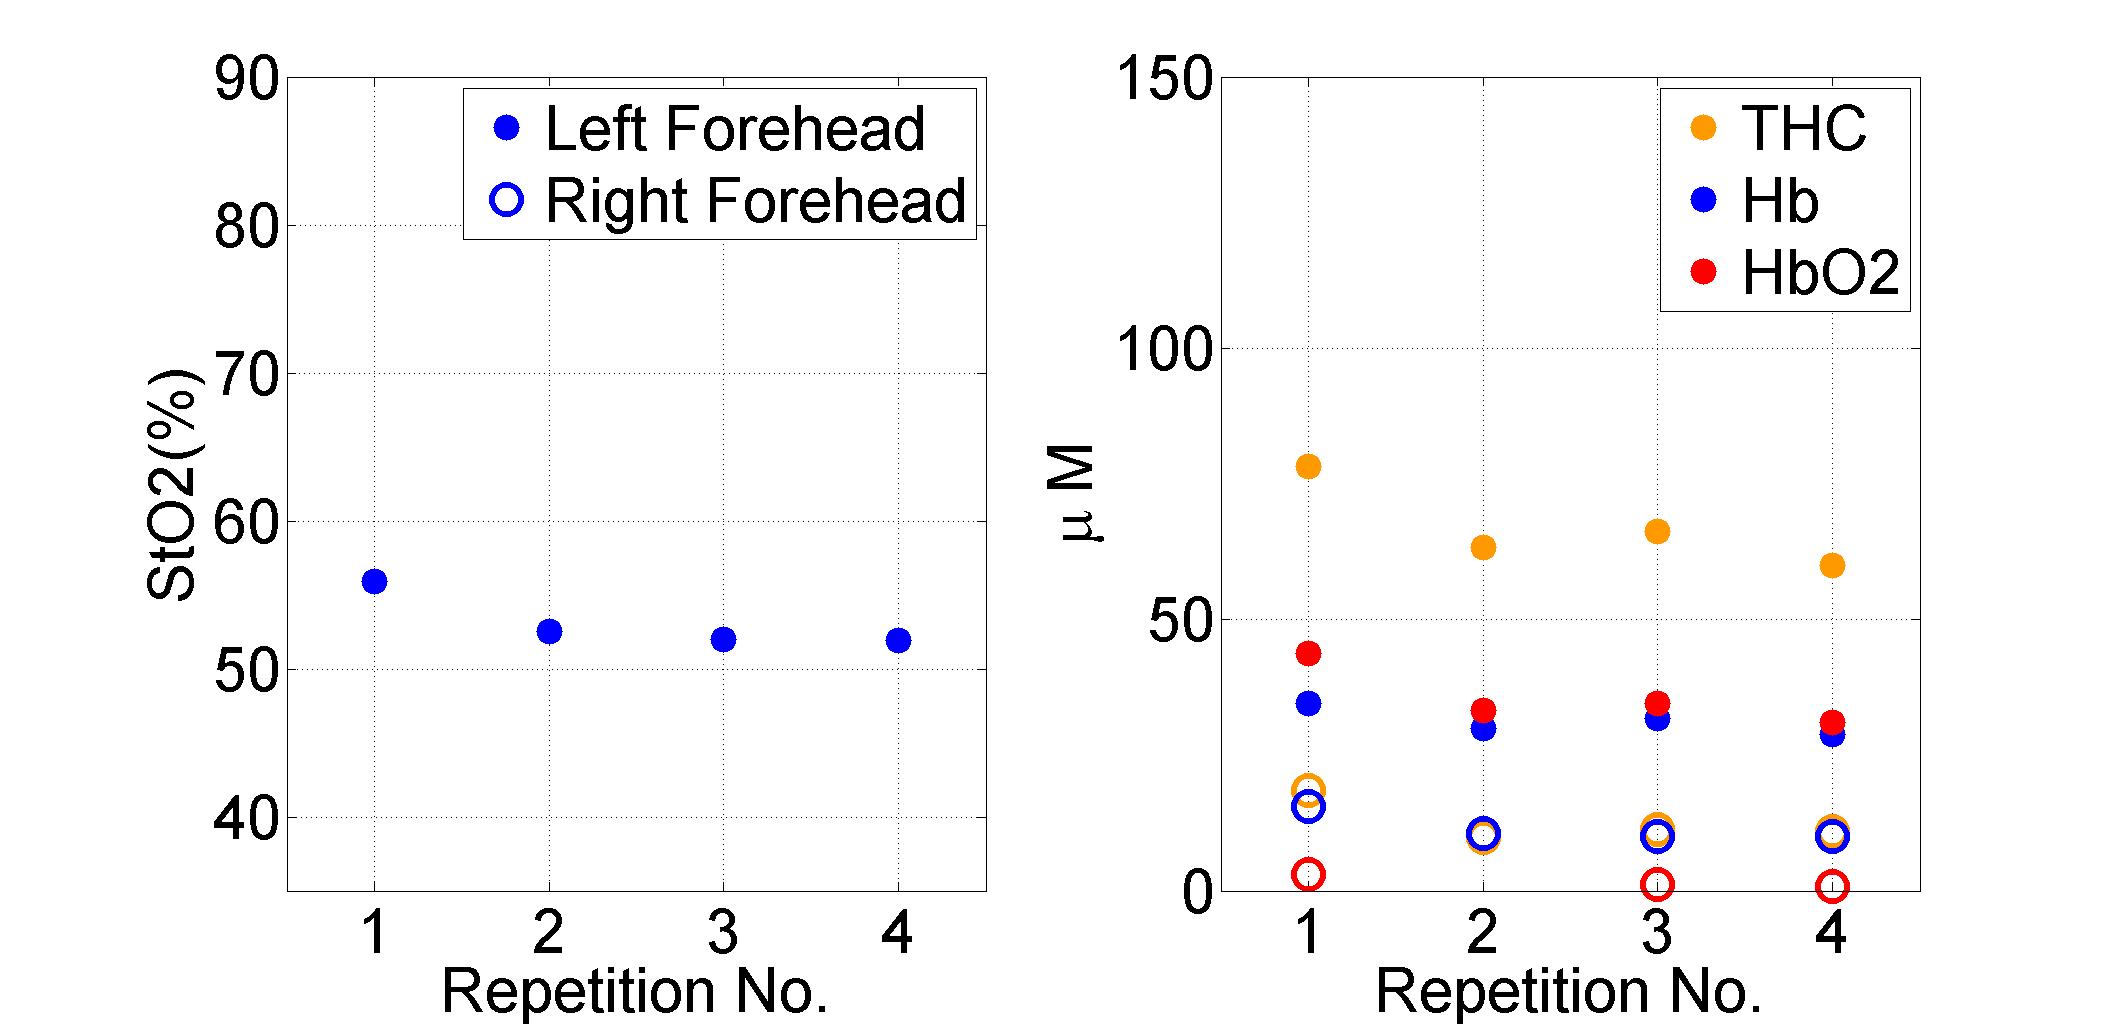 90
80
70
60
50
40
StO2(%)
Left Forehead
Right Forehead
1 2 3 4
Repetition No.
150
100
50
0
μ M
THC
Hb
HbO2
1 2 3 4
Repetition No.